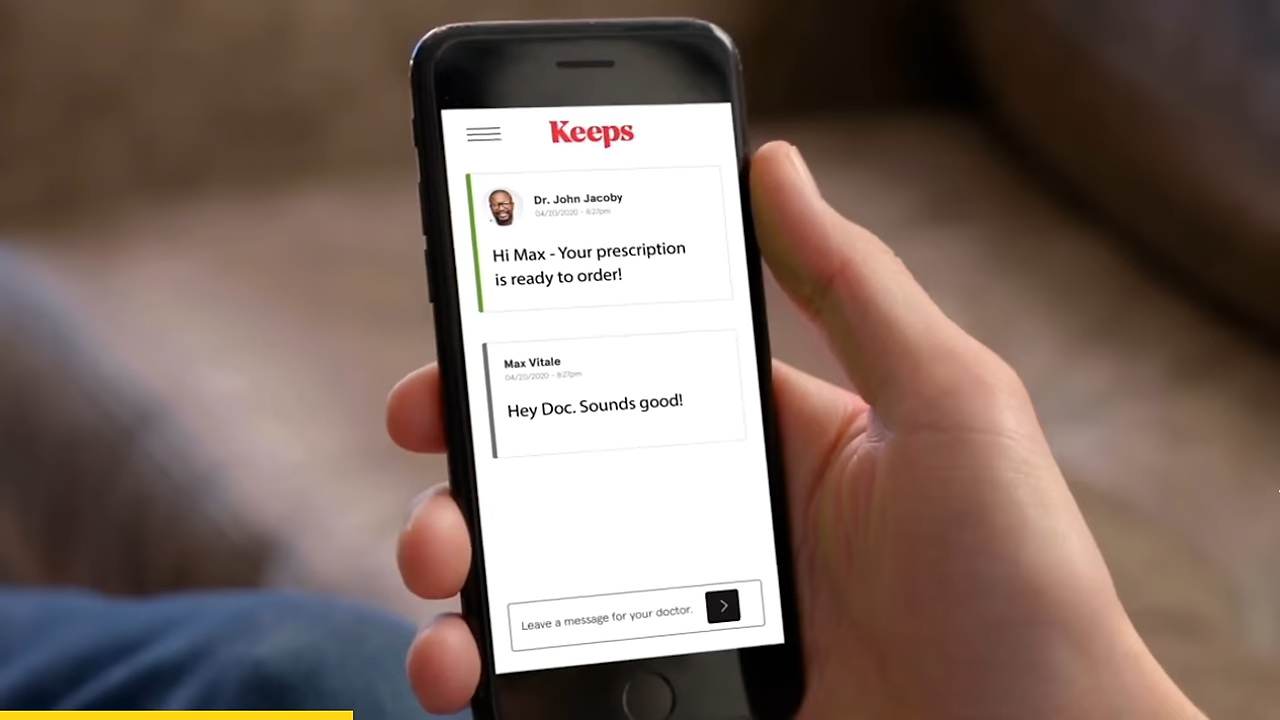 Keeps
Dr. John Jacoby
04/20/2020 - 8:27pm
Hi Max - Your prescription
is ready to order!
Max Vitale
04/20/2020 - 8:27pm
Hey Doc. Sounds good!
Leave a message for your doctor.